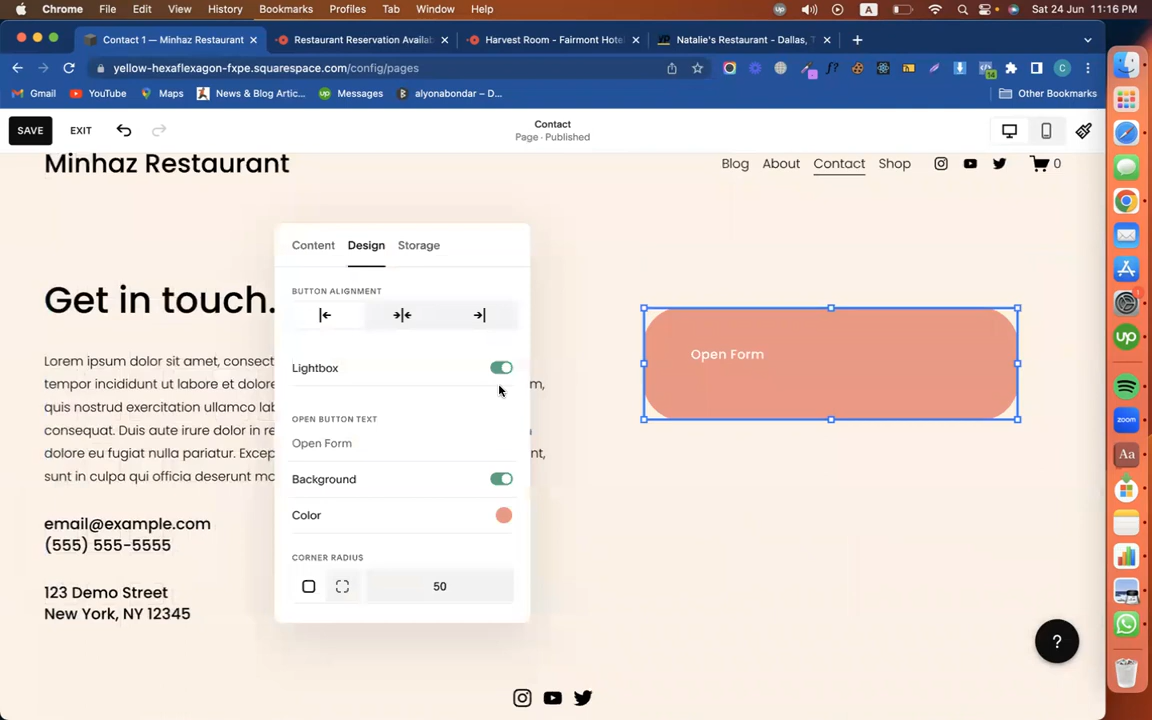 Chrome File Edit View History Bookmarks Profiles Tab Window Help A Sat 24 Jun 11:16 PM
Contact 1 — Minhaz Restaurant Restaurant Reservation Availab Harvest Room - Fairmont Hote Natalie's Restaurant - Dallas, T
yellow-hexaflexagon-fxpe.squarespace.com/config/pages
Gmail YouTube Maps News & Blog Artic... Messages alyonabondar – D... Other Bookmarks
SAVE EXIT
Contact
Page · Published
Minhaz Restaurant
Blog About Contact Shop 0
Content Design Storage
BUTTON ALIGNMENT
Lightbox
OPEN BUTTON TEXT
Open Form
Background
Color
CORNER RADIUS
50
Get in touch.
Lorem ipsum dolor sit amet, consect
tempor incididunt ut labore et dolore
quis nostrud exercitation ullamco lab
consequat. Duis aute irure dolor in re
dolore eu fugiat nulla pariatur. Excep
sunt in culpa qui officia deserunt mo
email@example.com
(555) 555-5555
123 Demo Street
New York, NY 12345
Open Form
?
up
zoom
Aa